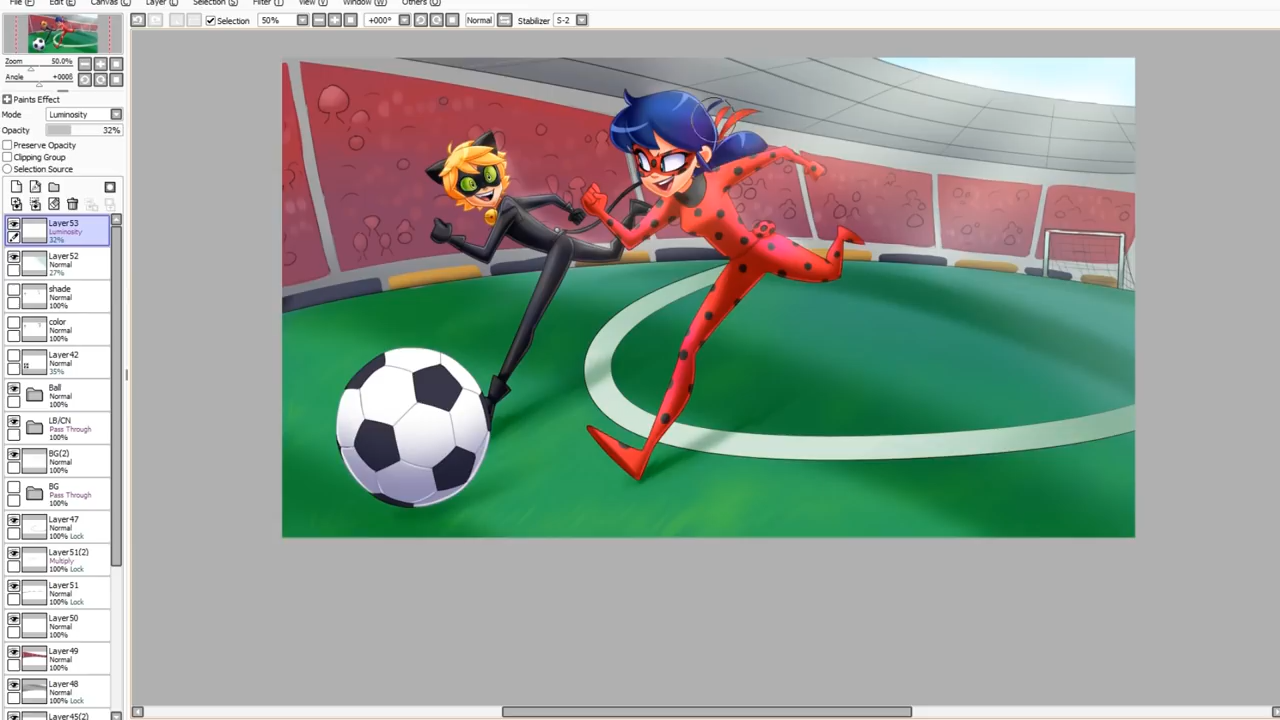 File (F) Edit (E) Canvas (C) Layer (L) Selection (S) Filter (T) View (V) Window (W) Others (O)
Selection 50% +000° Normal Stabilizer S-2
Zoom 50.0%
Angle +000ß
Paints Effect
Mode Luminosity
Opacity 32%
Preserve Opacity
Clipping Group
Selection Source
Layer53
Luminosity
32%
Layer52
Normal
27%
shade
Normal
100%
color
Normal
100%
Layer42
Normal
35%
Ball
Normal
100%
LB/CN
Pass Through
100%
BG(2)
Normal
100%
BG
Pass Through
100%
Layer47
Normal
100% Lock
Layer51(2)
Multiply
100% Lock
Layer51
Normal
100% Lock
Layer50
Normal
100%
Layer49
Normal
100%
Layer48
Normal
100% Lock
Layer45(2)